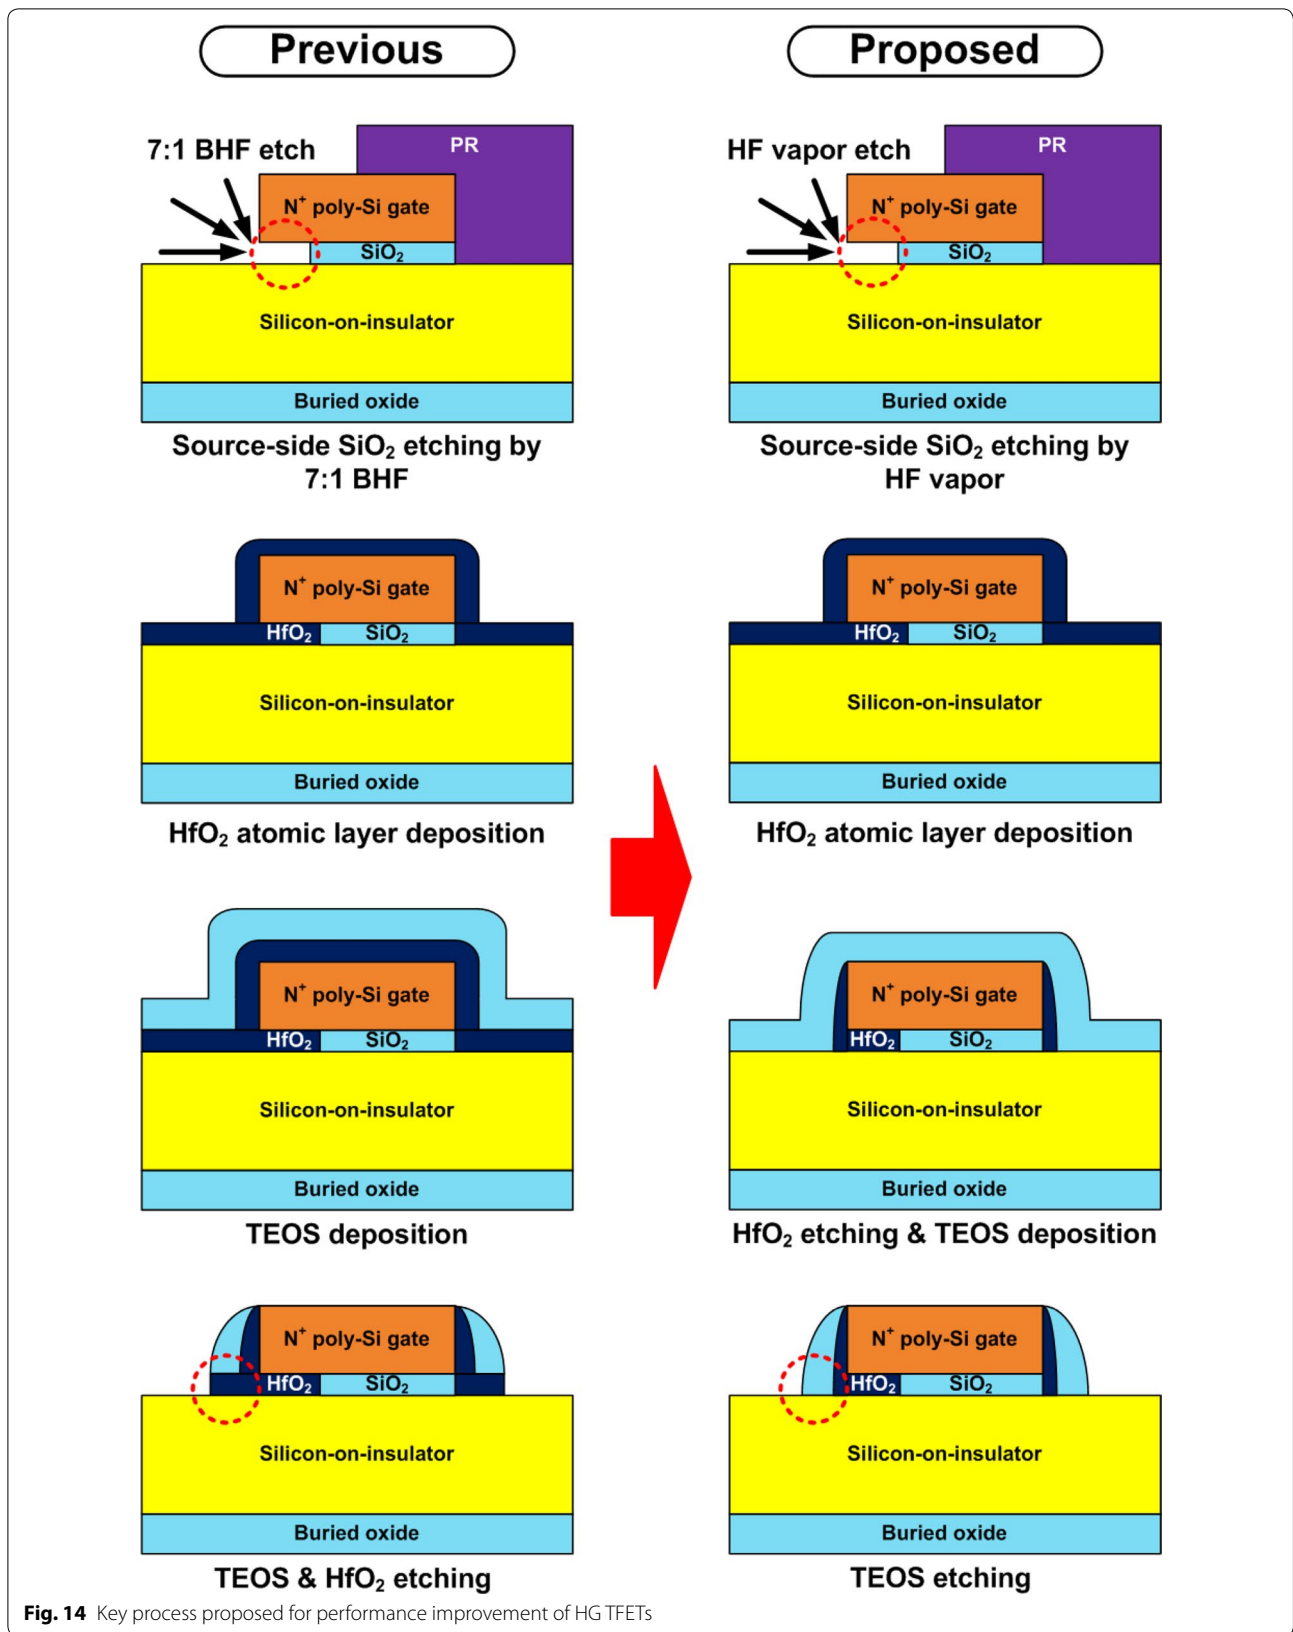 Previous
Proposed
7:1 BHF etch
PR
N⁺ poly-Si gate
SiO₂
Silicon-on-insulator
Buried oxide
Source-side SiO₂ etching by
7:1 BHF
HF vapor etch
PR
N⁺ poly-Si gate
SiO₂
Silicon-on-insulator
Buried oxide
Source-side SiO₂ etching by
HF vapor
N⁺ poly-Si gate
HfO₂ SiO₂
Silicon-on-insulator
Buried oxide
HfO₂ atomic layer deposition
N⁺ poly-Si gate
HfO₂ SiO₂
Silicon-on-insulator
Buried oxide
HfO₂ atomic layer deposition
N⁺ poly-Si gate
HfO₂ SiO₂
Silicon-on-insulator
Buried oxide
TEOS deposition
N⁺ poly-Si gate
HfO₂ SiO₂
Silicon-on-insulator
Buried oxide
HfO₂ etching & TEOS deposition
N⁺ poly-Si gate
HfO₂ SiO₂
Silicon-on-insulator
Buried oxide
TEOS & HfO₂ etching
N⁺ poly-Si gate
HfO₂ SiO₂
Silicon-on-insulator
Buried oxide
TEOS etching
Fig. 14 Key process proposed for performance improvement of HG TFETs